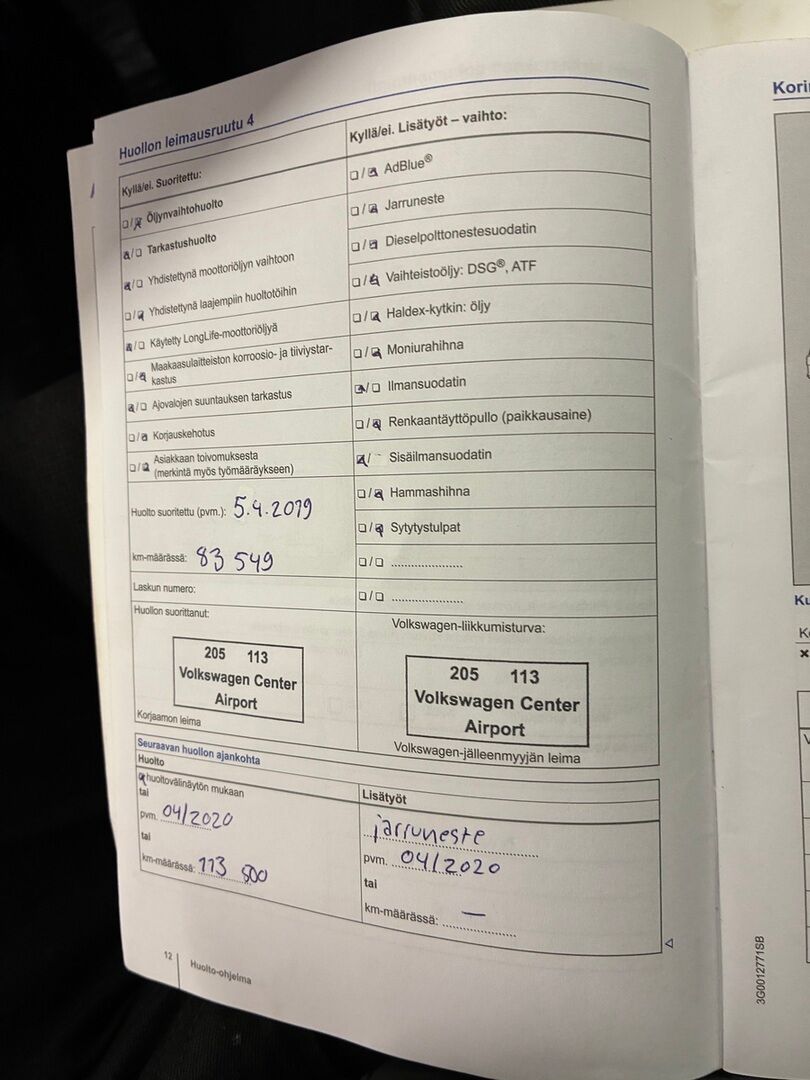 Huollon leimausruutu 4
Kyllä/ei. Suoritettu:
Öljynvaihtohuolto
Tarkastushuolto
Yhdistettynä moottoriöljyn vaihtoon
Yhdistettynä laajempiin huoltotöihin
Käytetty LongLife-moottoriöljyä
Maakaasulaitteiston korroosio- ja tiiviystar-
kastus
Ajovalojen suuntauksen tarkastus
Korjauskehotus
Asiakkaan toivomuksesta
(merkintä myös työmääräykseen)
Huolto suoritettu (pvm.): 5.4.2019
km-määrässä: 83 549
Laskun numero:
Huollon suorittanut:
205 113
Volkswagen Center
Airport
Korjaamon leima
Kyllä/ei. Lisätyöt – vaihto:
AdBlue®
Jarruneste
Dieselpolttonestesuodatin
Vaihteistoöljy: DSG®, ATF
Haldex-kytkin: öljy
Moniurahihna
Ilmansuodatin
Renkaantäyttöpullo (paikkausaine)
Sisäilmansuodatin
Hammashihna
Sytytystulpat
Volkswagen-liikkumisturva:
205 113
Volkswagen Center
Airport
Volkswagen-jälleenmyyjän leima
Seuraavan huollon ajankohta
Huolto
huoltovälinäytön mukaan
tai
pvm. 04/2020
tai
km-määrässä: 113 500
Lisätyöt
jarruneste
pvm. 04/2020
tai
km-määrässä: —
12 Huolto-ohjelma
3G0012771SB